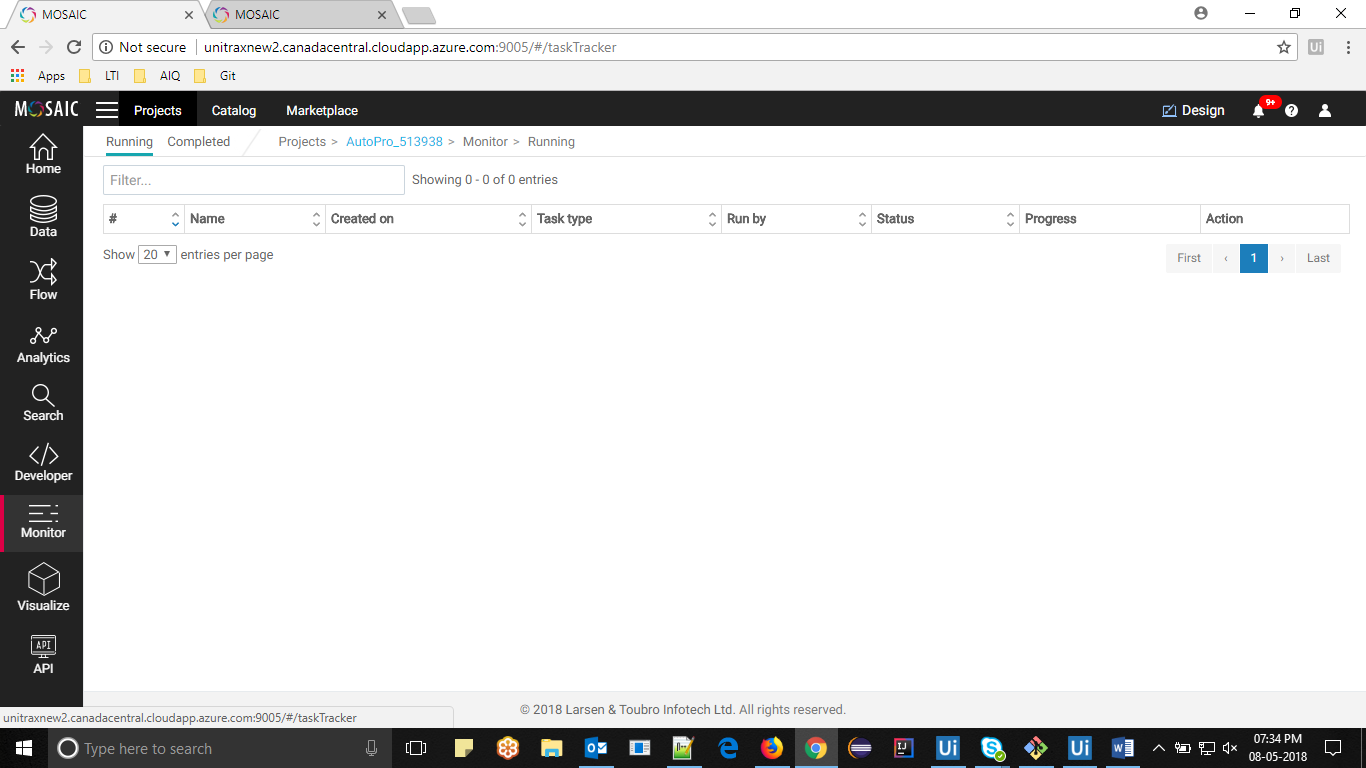 MOSAIC
MOSAIC
Not secure
unitraxnew2.canadacentral.cloudapp.azure.com:9005/#/taskTracker
Ui
Apps
LTI
AIQ
Git
MOSAIC
Projects
Catalog
Marketplace
Design
9+
Running
Completed
Projects > AutoPro_513938 > Monitor > Running
Home
Data
Flow
Analytics
Search
Developer
Monitor
Visualize
API
API
Filter...
Showing 0 - 0 of 0 entries
# Name Created on Task type Run by Status Progress Action
Show 20 entries per page
First ‹ 1 › Last
© 2018 Larsen & Toubro Infotech Ltd. All rights reserved.
unitraxnew2.canadacentral.cloudapp.azure.com:9005/#/taskTracker
Type here to search
Ui
Ui
07:34 PM
08-05-2018